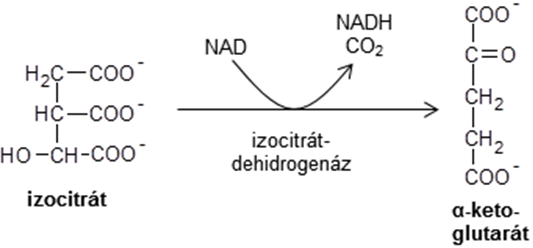 H₂C–COO⁻
HC–COO⁻
HO–CH–COO⁻
izocitrát
NAD
NADH
CO₂
izocitrát-
dehidrogenáz
COO⁻
C=O
CH₂
CH₂
COO⁻
α-keto-
glutarát